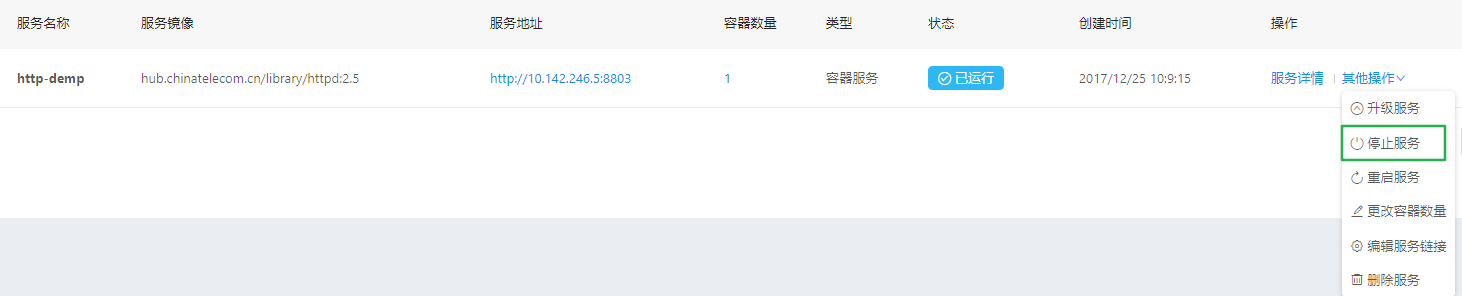 服务名称 服务镜像 服务地址 容器数量 类型 状态 创建时间 操作
http-demp hub.chinatelecom.cn/library/httpd:2.5 http://10.142.246.5:8803 1 容器服务 已运行 2017/12/25 10:9:15 服务详情 其他操作
升级服务
停止服务
重启服务
更改容器数量
编辑服务链接
删除服务